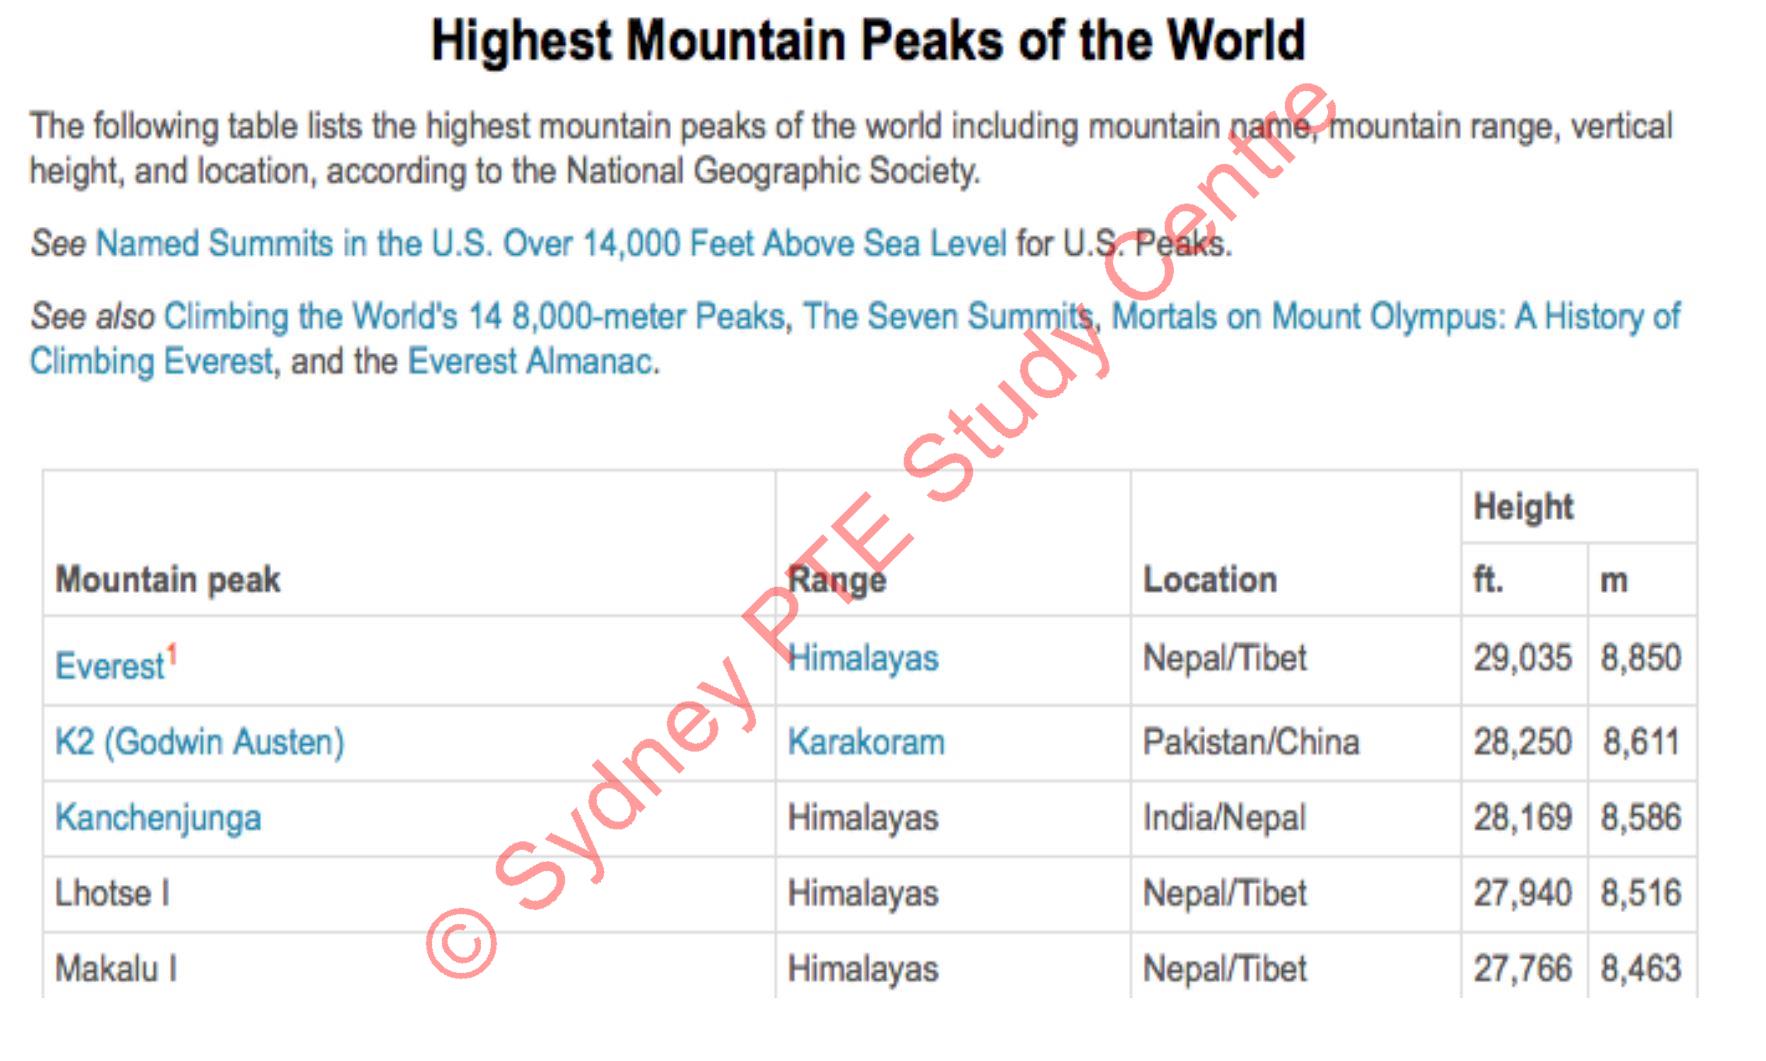 Highest Mountain Peaks of the World
The following table lists the highest mountain peaks of the world including mountain name, mountain range, vertical
height, and location, according to the National Geographic Society.
See Named Summits in the U.S. Over 14,000 Feet Above Sea Level for U.S. Peaks.
See also Climbing the World's 14 8,000-meter Peaks, The Seven Summits, Mortals on Mount Olympus: A History of
Climbing Everest, and the Everest Almanac.
Height
Mountain peak Range Location ft. m
Everest1 Himalayas Nepal/Tibet 29,035 8,850
K2 (Godwin Austen) Karakoram Pakistan/China 28,250 8,611
Kanchenjunga Himalayas India/Nepal 28,169 8,586
Lhotse I Himalayas Nepal/Tibet 27,940 8,516
Makalu I Himalayas Nepal/Tibet 27,766 8,463
© Sydney PTE Study Centre